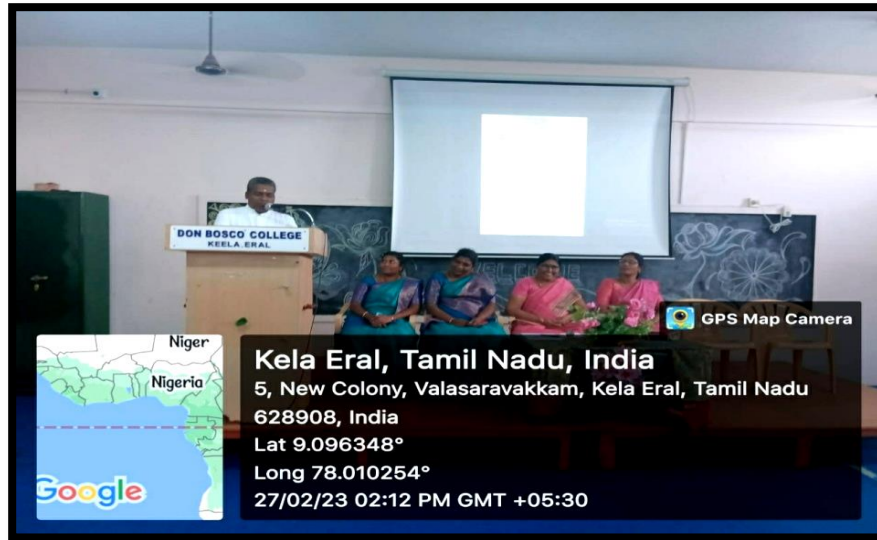 DON BOSCO COLLEGE
KEELA ERAL
WELCOME
GPS Map Camera
Niger
Nigeria
Google
Kela Eral, Tamil Nadu, India
5, New Colony, Valasaravakkam, Kela Eral, Tamil Nadu
628908, India
Lat 9.096348°
Long 78.010254°
27/02/23 02:12 PM GMT +05:30